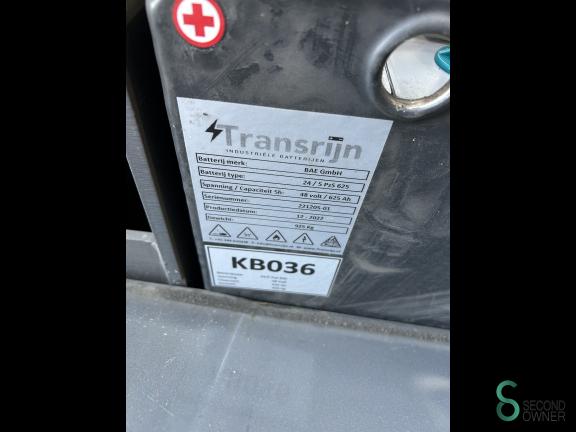 Transrijn
INDUSTRIËLE BATTERIJEN
Batterij merk: BAE GmbH
Batterij type: 24 / 5 PzS 625
Spanning / Capaciteit 5h: 48 volt / 625 Ah
Serienummer: 221205-01
Productiedatum: 12 - 2022
Gewicht: 925 Kg
KB036
SECOND
OWNER